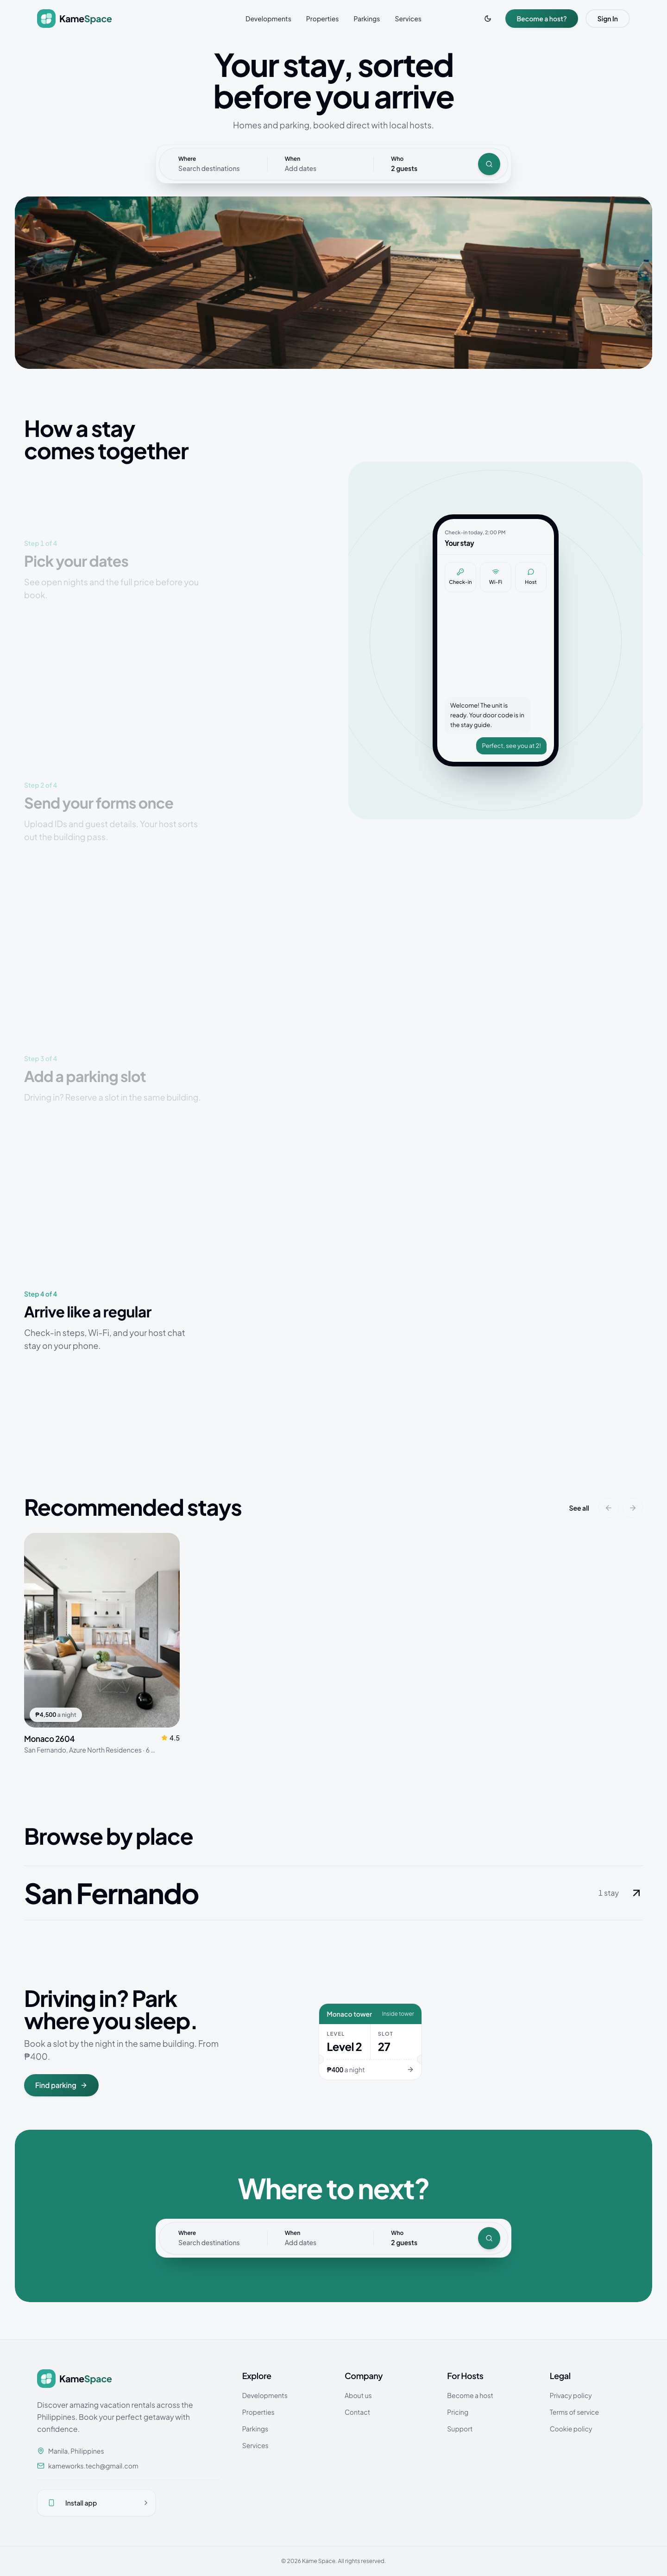 KameSpace
Developments
Properties
Parkings
Services
Become a host?
Sign In
Your stay, sorted
before you arrive
Homes and parking, booked direct with local hosts.
Where
Search destinations
When
Add dates
Who
2 guests
How a stay
comes together
Step 1 of 4
Pick your dates
See open nights and the full price before you
book.
Check-in today, 2:00 PM
Your stay
Check-in
Wi-Fi
Host
Welcome! The unit is
ready. Your door code is in
the stay guide.
Perfect, see you at 2!
Step 2 of 4
Send your forms once
Upload IDs and guest details. Your host sorts
out the building pass.
Step 3 of 4
Add a parking slot
Driving in? Reserve a slot in the same building.
Step 4 of 4
Arrive like a regular
Check-in steps, Wi-Fi, and your host chat
stay on your phone.
Recommended stays
See all
₱4,500 a night
Monaco 2604
4.5
San Fernando, Azure North Residences · 6 …
Browse by place
San Fernando
1 stay
Driving in? Park
where you sleep.
Book a slot by the night in the same building. From
₱400.
Find parking
Monaco tower
Inside tower
LEVEL
Level 2
SLOT
27
₱400 a night
Where to next?
Where
Search destinations
When
Add dates
Who
2 guests
KameSpace
Discover amazing vacation rentals across the
Philippines. Book your perfect getaway with
confidence.
Manila, Philippines
kameworks.tech@gmail.com
Install app
Explore
Developments
Properties
Parkings
Services
Company
About us
Contact
For Hosts
Become a host
Pricing
Support
Legal
Privacy policy
Terms of service
Cookie policy
© 2026 Kame Space. All rights reserved.